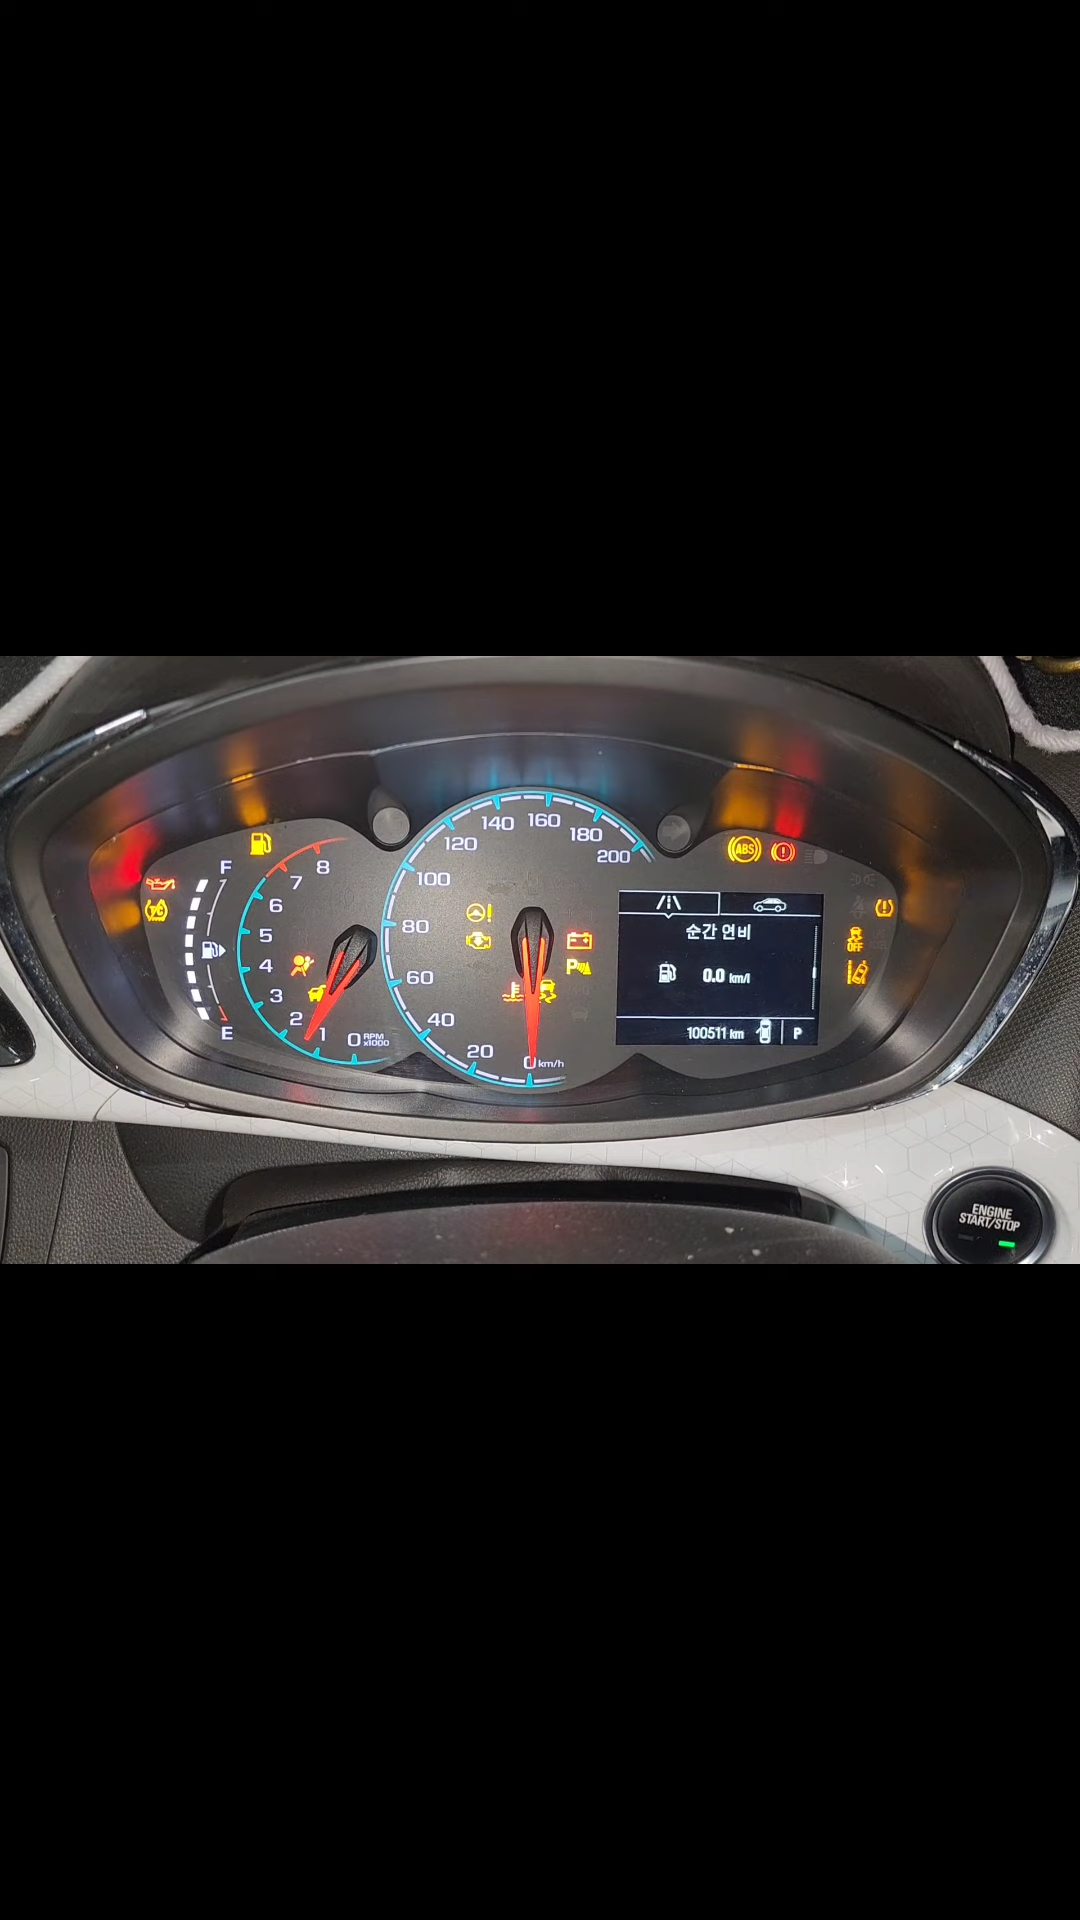 F
E
8
7
6
5
4
3
2
1
0 RPM x1000
T/C
200
180
160
140
120
100
80
60
40
20
0 km/h
P
ABS
순간 연비
0.0 km/l
100511 km
P
OFF
ENGINE
START/STOP